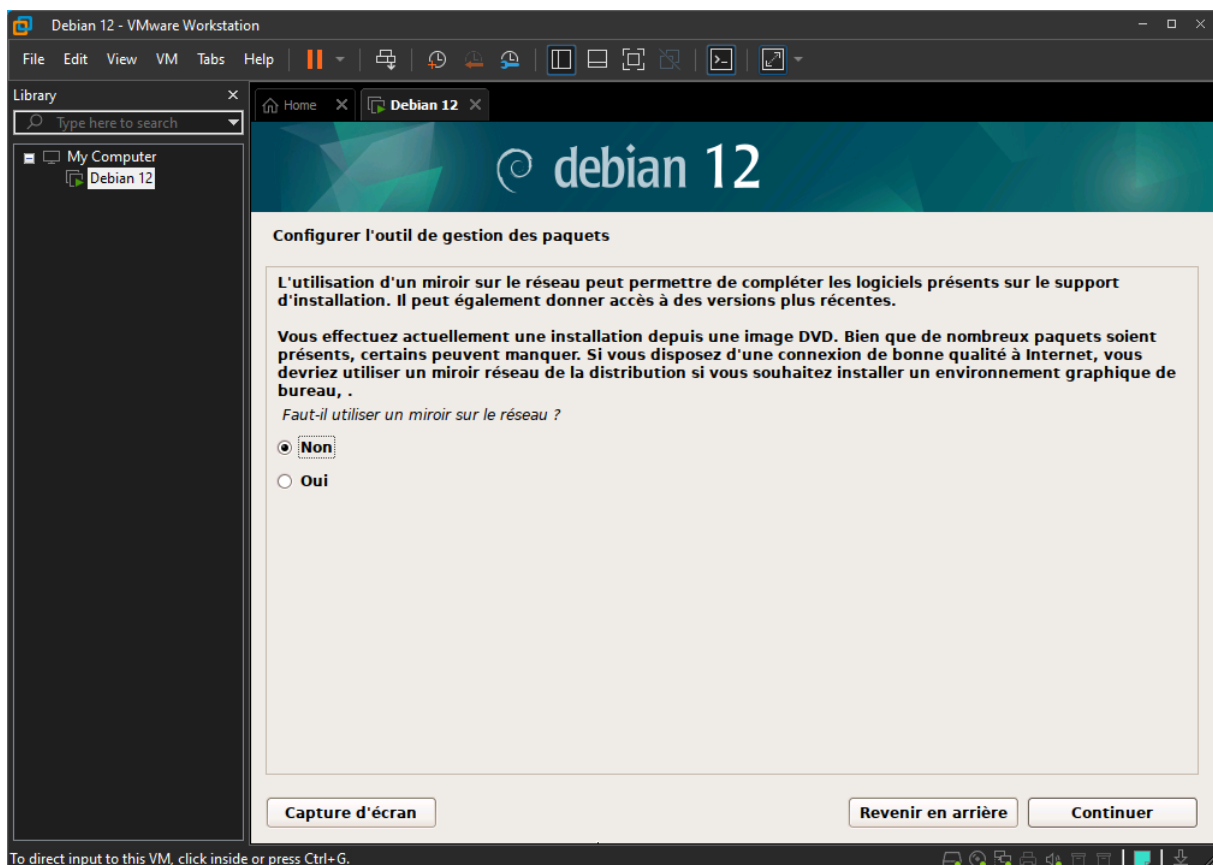 Debian 12 - VMware Workstation
File Edit View VM Tabs Help
Library
Type here to search
My Computer
Debian 12
Home
Debian 12
debian 12
Configurer l'outil de gestion des paquets
L'utilisation d'un miroir sur le réseau peut permettre de compléter les logiciels présents sur le support
d'installation. Il peut également donner accès à des versions plus récentes.
Vous effectuez actuellement une installation depuis une image DVD. Bien que de nombreux paquets soient
présents, certains peuvent manquer. Si vous disposez d'une connexion de bonne qualité à Internet, vous
devriez utiliser un miroir réseau de la distribution si vous souhaitez installer un environnement graphique de
bureau, .
Faut-il utiliser un miroir sur le réseau ?
Non
Oui
Capture d'écran
Revenir en arrière
Continuer
To direct input to this VM, click inside or press Ctrl+G.